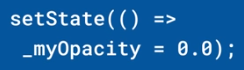 setState(() =>
_myOpacity = 0.0);